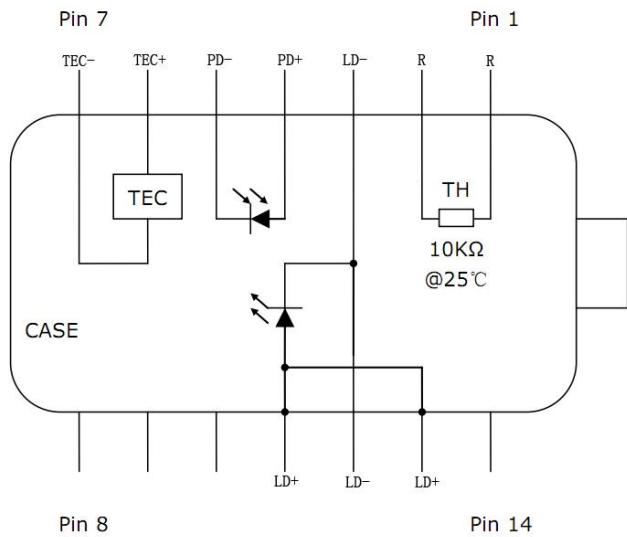 Pin 7 Pin 1
TEC- TEC+ PD- PD+ LD- R R
TEC
TH
10KΩ
@25℃
CASE
LD+ LD- LD+
Pin 8 Pin 14